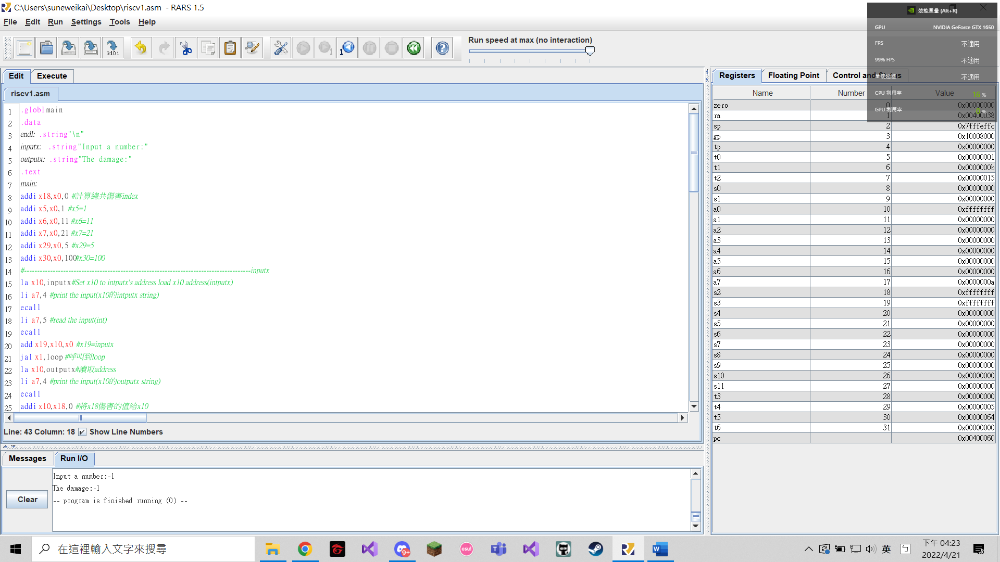 C:\Users\suneweikai\Desktop\riscv1.asm - RARS 1.5
File Edit Run Settings Tools Help
Run speed at max (no interaction)
Edit Execute
riscv1.asm
1 .globl main
2 .data
3 endl: .string"\n"
4 inputx: .string"Input a number:"
5 outputx: .string"The damage:"
6 .text
7 main:
8 addi x18,x0,0 #計算總共傷害index
9 addi x5,x0,1 #x5=1
10 addi x6,x0,11 #x6=11
11 addi x7,x0,21 #x7=21
12 addi x29,x0,5 #x29=5
13 addi x30,x0,100#x30=100
14 #---------------------------------------------------------------------------------------inputx
15 la x10,inputx#Set x10 to intputx's address load x10 address(intputx)
16 li a7,4 #print the input(x10的intputx string)
17 ecall
18 li a7,5 #read the input(int)
19 ecall
20 add x19,x10,x0 #x19=inputx
21 jal x1,loop #呼叫到loop
22 la x10,outputx#讀取address
23 li a7,4 #print the input(x10的outputx string)
24 ecall
25 addi x10,x18,0 #將x18傷害的值給x10
Line: 43 Column: 18 Show Line Numbers
Messages Run I/O
Clear
Input a number:-1
The damage:-1
-- program is finished running (0) --
效能重疊 (Alt+R)
GPU NVIDIA GeForce GTX 1650
FPS 不適用
99% FPS 不適用
不適用
CPU 利用率 16 %
GPU 利用率 0 %
Registers Floating Point Control and Status
Name Number Value
zero 0 0x00000000
ra 1 0x00400038
sp 2 0x7fffeffc
gp 3 0x10008000
tp 4 0x00000000
t0 5 0x00000001
t1 6 0x0000000b
t2 7 0x00000015
s0 8 0x00000000
s1 9 0x00000000
a0 10 0xffffffff
a1 11 0x00000000
a2 12 0x00000000
a3 13 0x00000000
a4 14 0x00000000
a5 15 0x00000000
a6 16 0x00000000
a7 17 0x0000000a
s2 18 0xffffffff
s3 19 0xffffffff
s4 20 0x00000000
s5 21 0x00000000
s6 22 0x00000000
s7 23 0x00000000
s8 24 0x00000000
s9 25 0x00000000
s10 26 0x00000000
s11 27 0x00000000
t3 28 0x00000000
t4 29 0x00000005
t5 30 0x00000064
t6 31 0x00000000
pc 0x00400060
在這裡輸入文字來搜尋
9+
osu!
英
下午 04:23
2022/4/21